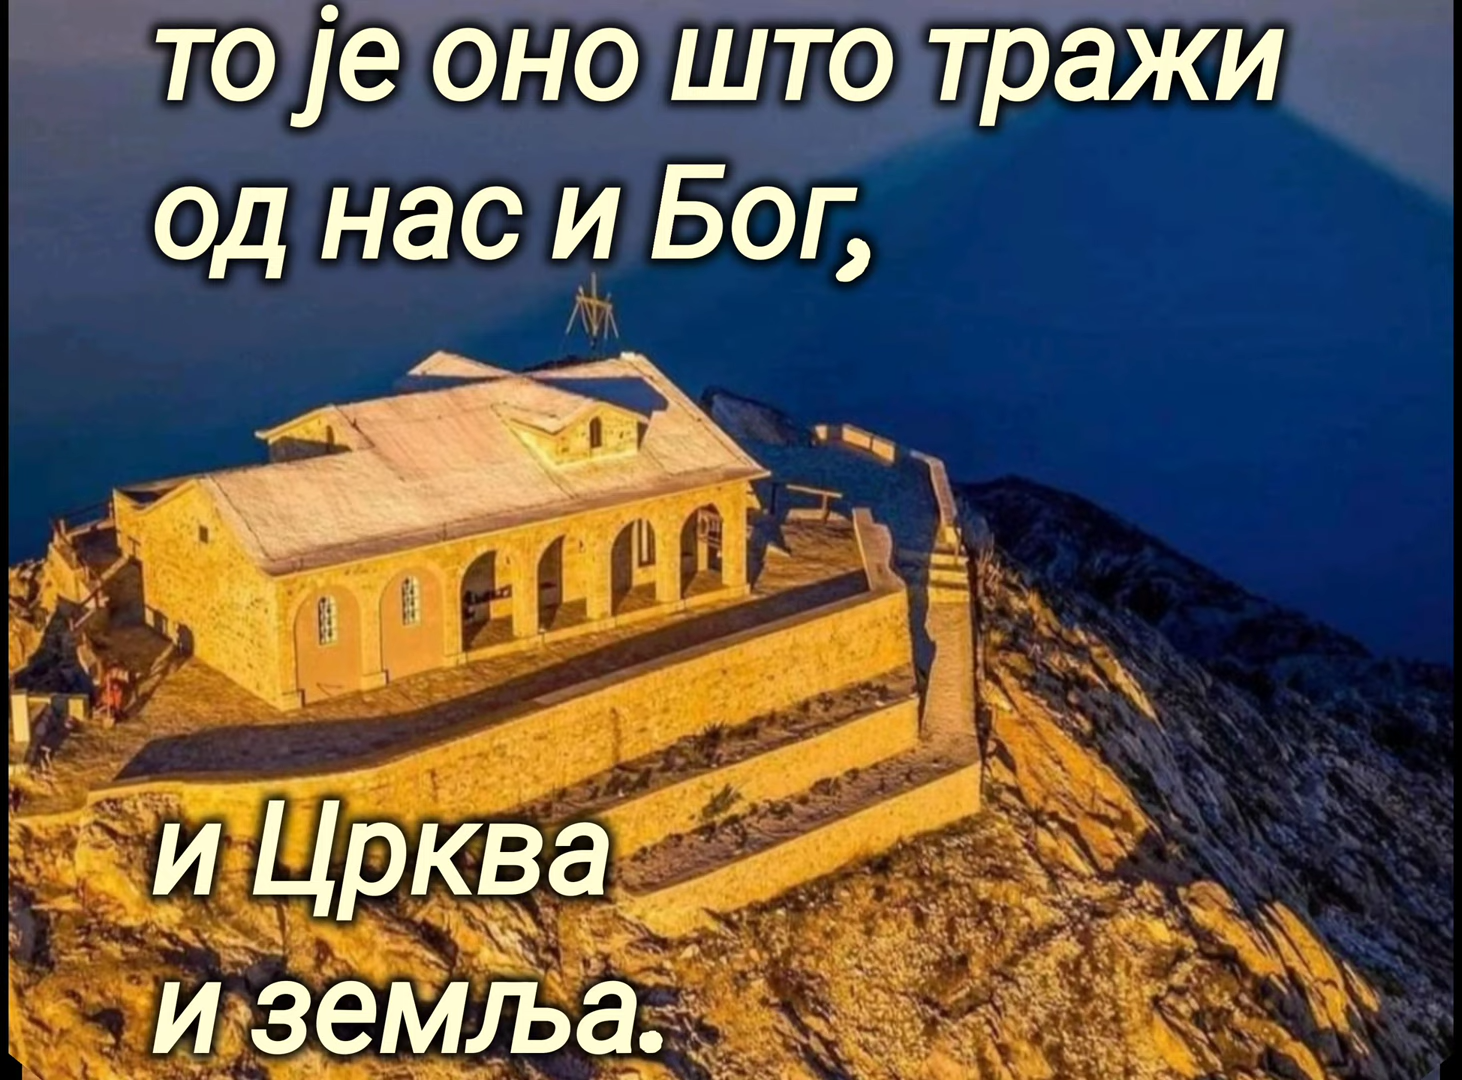 то је оно што тражи
од нас и Бог,
и Црква
и земља.